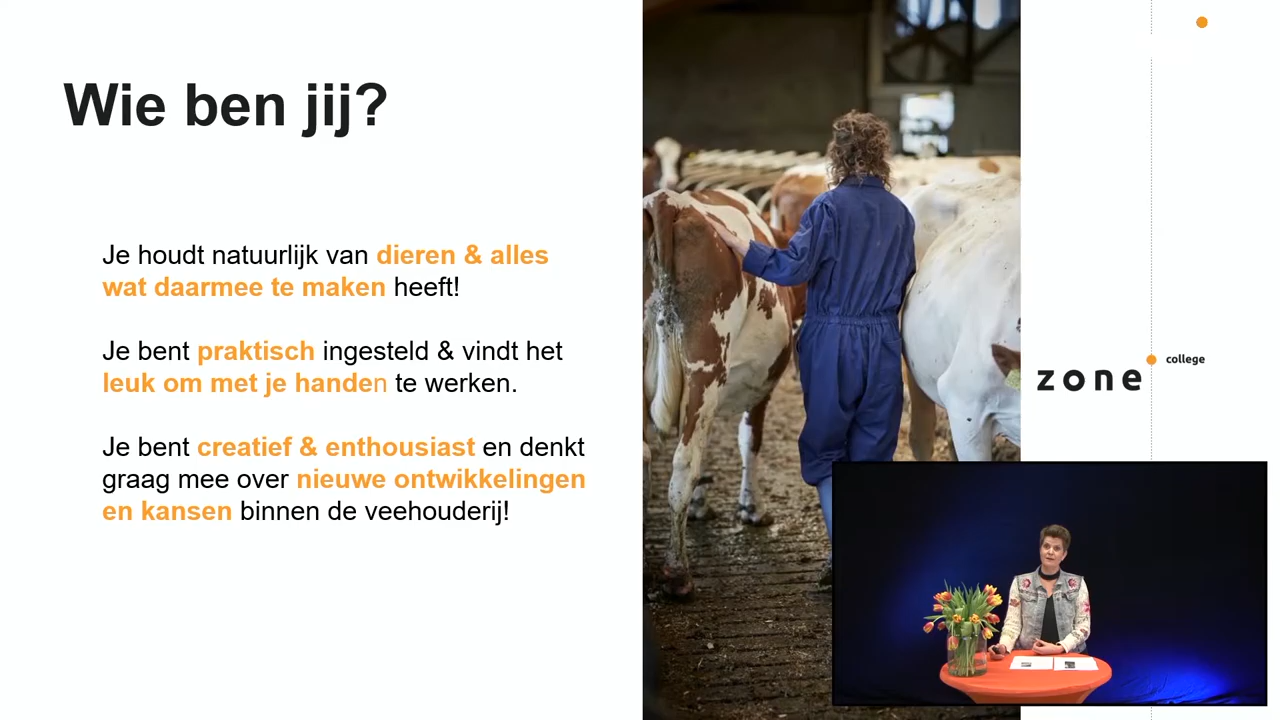 Wie ben jij?
Je houdt natuurlijk van dieren & alles
wat daarmee te maken heeft!
Je bent praktisch ingesteld & vindt het
leuk om met je handen te werken.
Je bent creatief & enthousiast en denkt
graag mee over nieuwe ontwikkelingen
en kansen binnen de veehouderij!
zone college